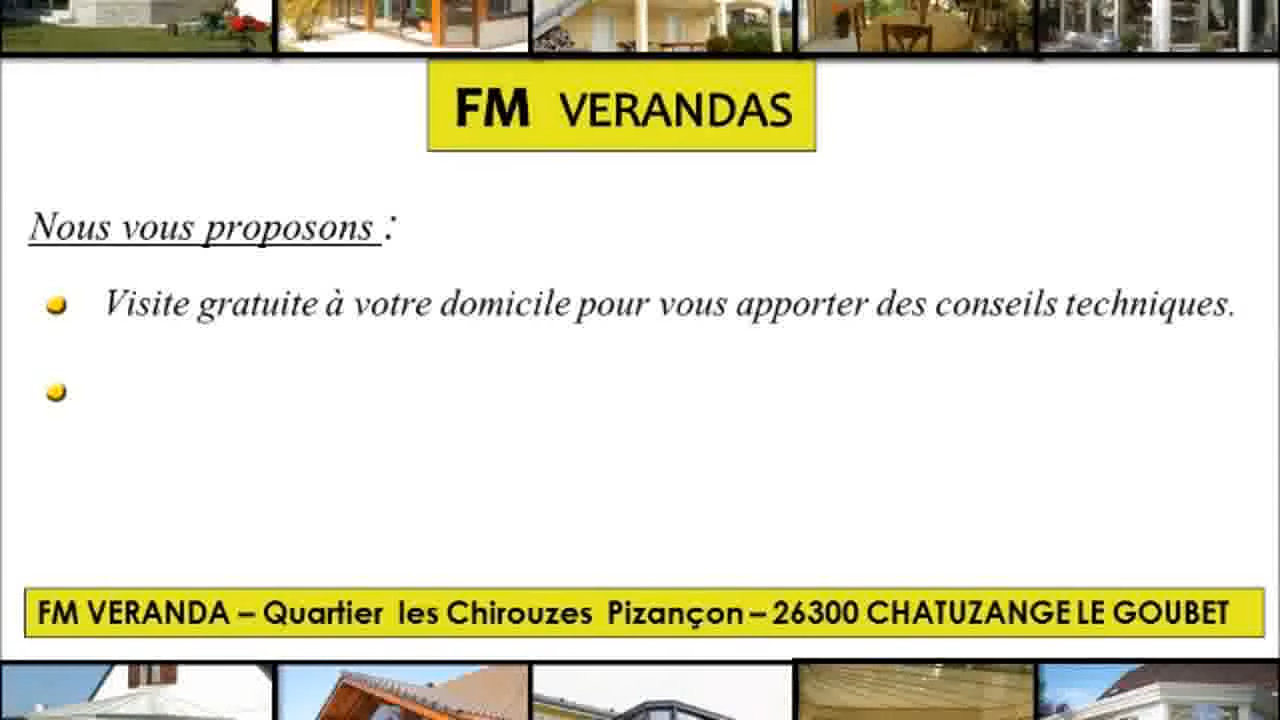 FM VERANDAS
Nous vous proposons :
Visite gratuite à votre domicile pour vous apporter des conseils techniques.
FM VERANDA – Quartier les Chirouzes Pizançon – 26300 CHATUZANGE LE GOUBET